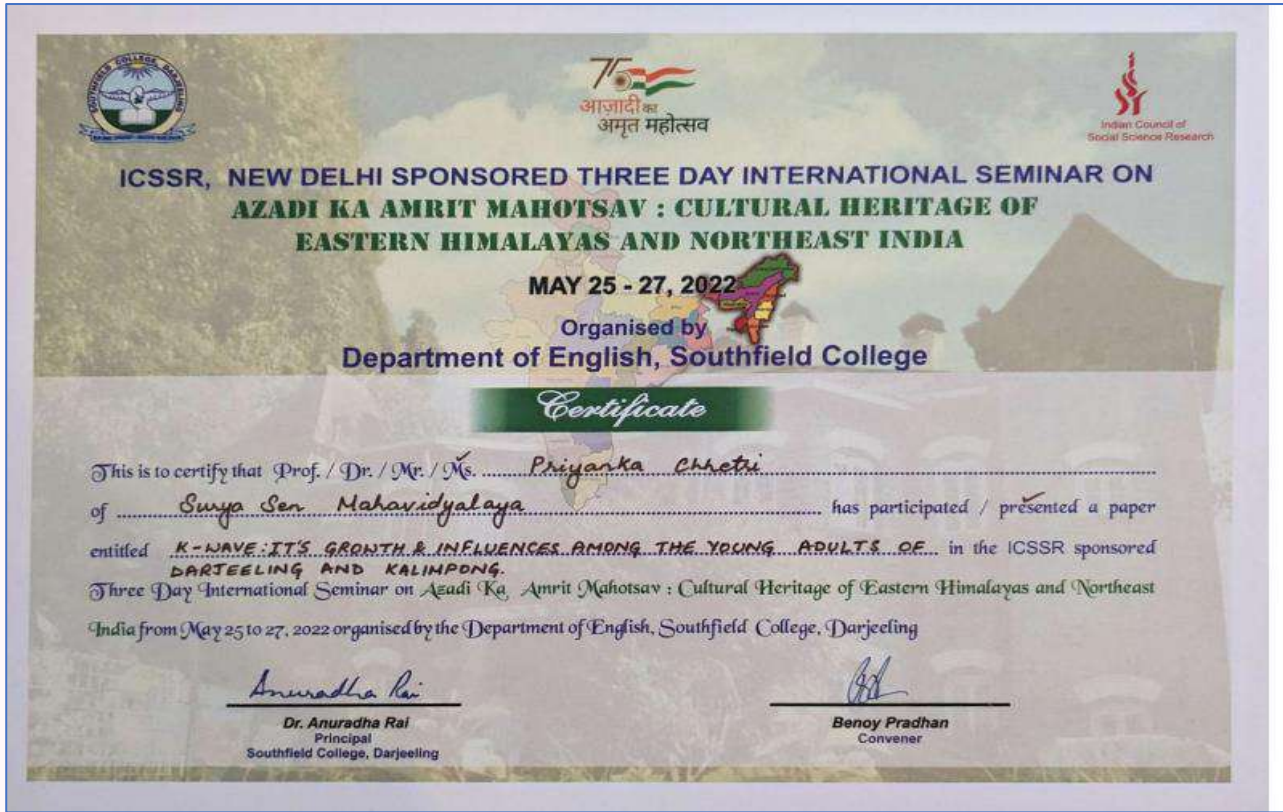 SOUTHFIELD COLLEGE, DARJEELING
75
आज़ादी का
अमृत महोत्सव
Indian Council of
Social Science Research
ICSSR, NEW DELHI SPONSORED THREE DAY INTERNATIONAL SEMINAR ON
AZADI KA AMRIT MAHOTSAV : CULTURAL HERITAGE OF
EASTERN HIMALAYAS AND NORTHEAST INDIA
MAY 25 - 27, 2022
Organised by
Department of English, Southfield College
Certificate
This is to certify that Prof. / Dr. / Mr. / Ms. Priyanka Chhetri
of Surya Sen Mahavidyalaya has participated / presented a paper
entitled K-WAVE: IT'S GROWTH & INFLUENCES AMONG THE YOUNG ADULTS OF in the ICSSR sponsored
DARJEELING AND KALIMPONG.
Three Day International Seminar on Azadi Ka Amrit Mahotsav : Cultural Heritage of Eastern Himalayas and Northeast
India from May 25 to 27, 2022 organised by the Department of English, Southfield College, Darjeeling
Anuradha Rai
Dr. Anuradha Rai
Principal
Southfield College, Darjeeling
Benoy Pradhan
Convener